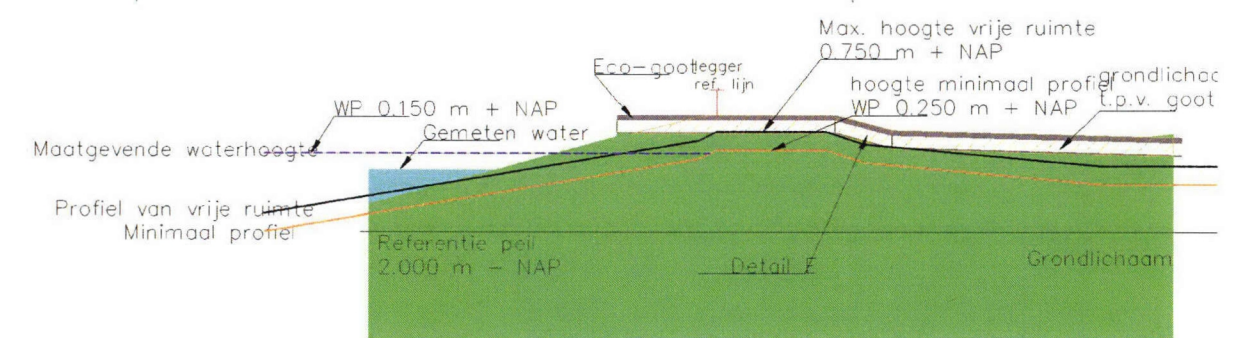 Max. hoogte vrije ruimte
0.750 m + NAP
Eco-goot
legger
ref. lijn
hoogte minimaal profiel
WP 0.250 m + NAP
grondlichaam
t.p.v. goot
WP 0.150 m + NAP
Gemeten water
Maatgevende waterhoogte
Profiel van vrije ruimte
Minimaal profiel
Referentie peil
2.000 m - NAP
Detail E
Grondlichaam